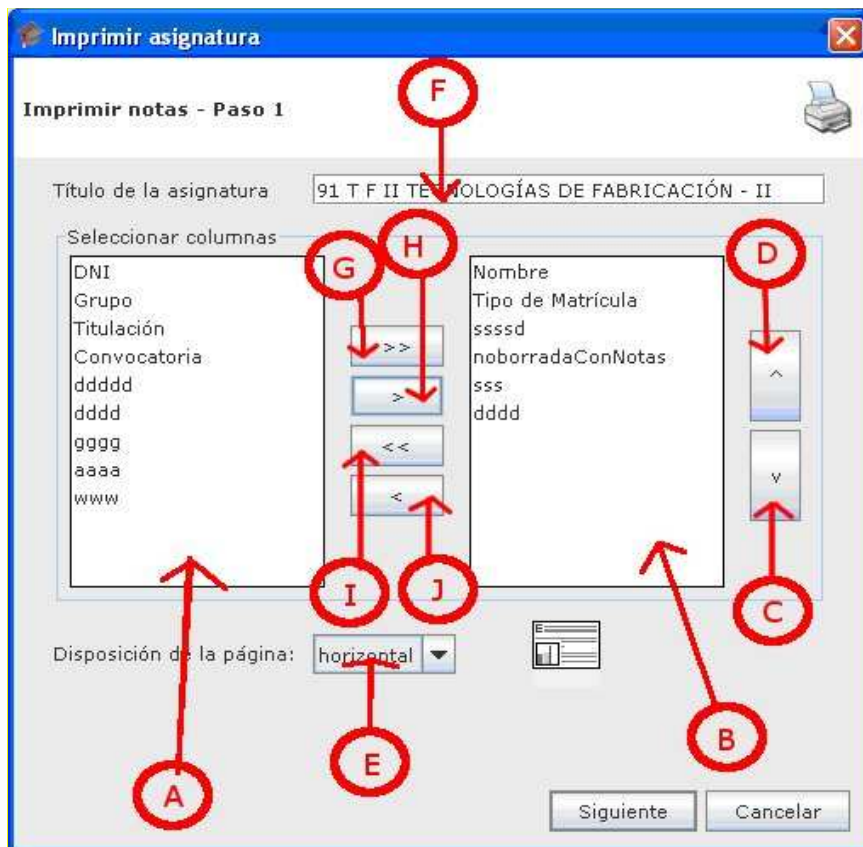 Imprimir asignatura
F
Imprimir notas - Paso 1
Título de la asignatura 91 T F II TECNOLOGÍAS DE FABRICACIÓN - II
Seleccionar columnas
H
D
G
DNI
Grupo
Titulación
Convocatoria
ddddd
dddd
gggg
aaaa
www
>>
>
<<
<
Nombre
Tipo de Matrícula
ssssd
noborradaConNotas
sss
dddd
^
v
I
J
C
Disposición de la página: horizontal
E
B
A
E
Siguiente Cancelar